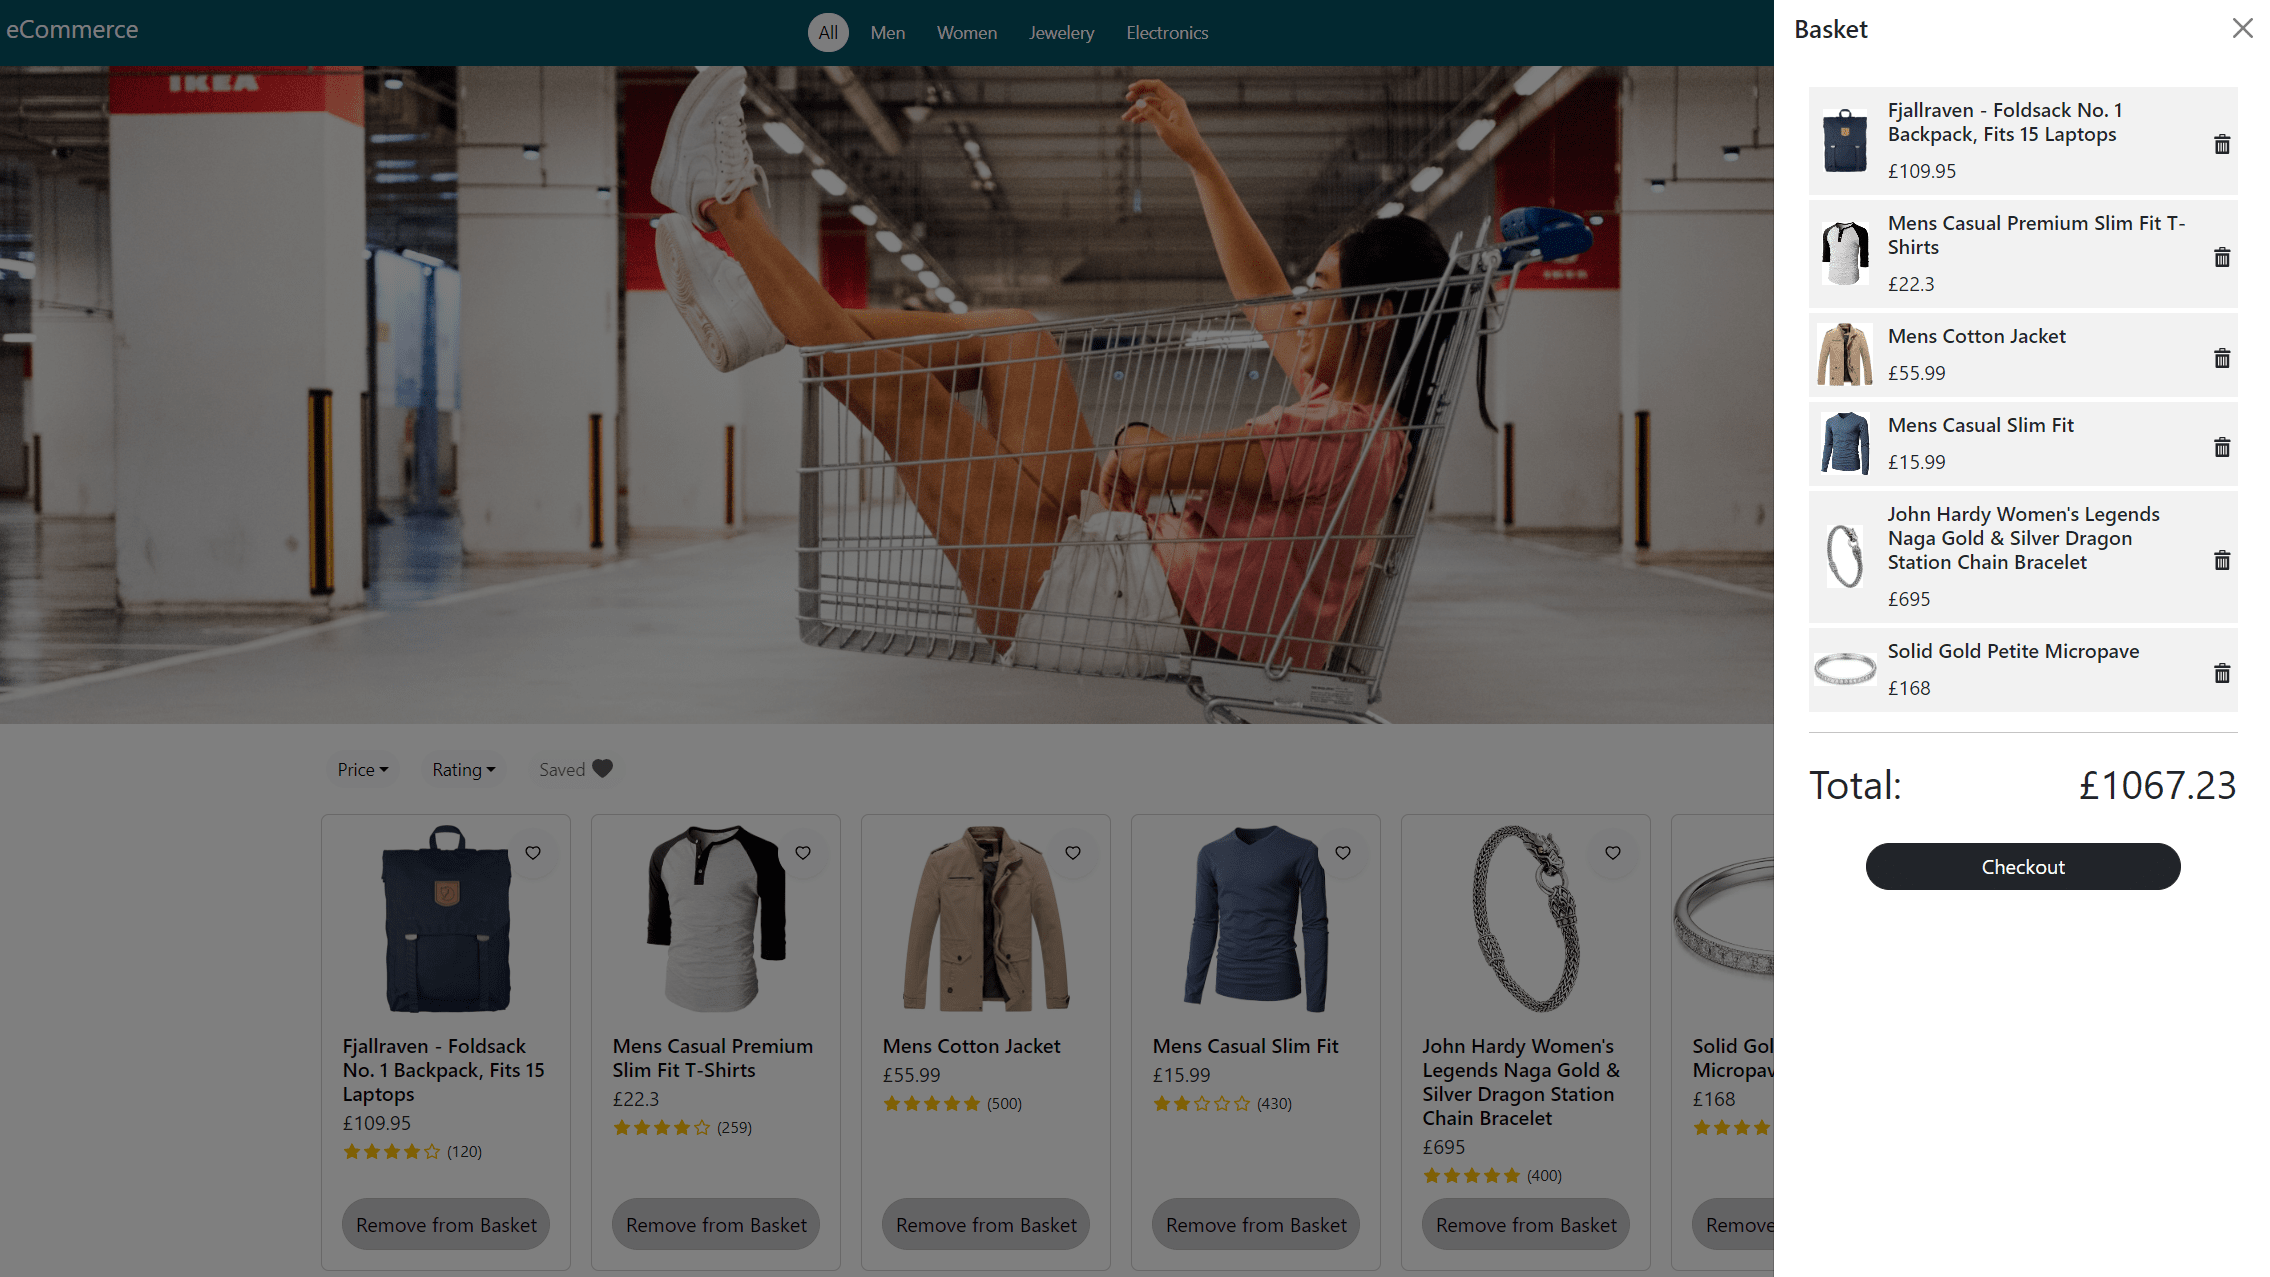 eCommerce
All Men Women Jewelery Electronics
IKEA
Price Rating Saved
Fjallraven - Foldsack
No. 1 Backpack, Fits 15
Laptops
£109.95
(120)
Remove from Basket
Mens Casual Premium
Slim Fit T-Shirts
£22.3
(259)
Remove from Basket
Mens Cotton Jacket
£55.99
(500)
Remove from Basket
Mens Casual Slim Fit
£15.99
(430)
Remove from Basket
John Hardy Women's
Legends Naga Gold &
Silver Dragon Station
Chain Bracelet
£695
(400)
Remove from Basket
Solid Gol
Micropav
£168
Remove
Basket
Fjallraven - Foldsack No. 1
Backpack, Fits 15 Laptops
£109.95
Mens Casual Premium Slim Fit T-
Shirts
£22.3
Mens Cotton Jacket
£55.99
Mens Casual Slim Fit
£15.99
John Hardy Women's Legends
Naga Gold & Silver Dragon
Station Chain Bracelet
£695
Solid Gold Petite Micropave
£168
Total: £1067.23
Checkout